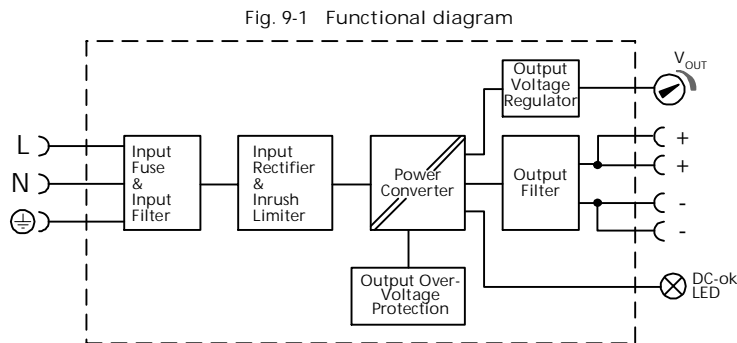 Fig. 9-1 Functional diagram
V OUT
Output
Voltage
Regulator
L
N
Input
Fuse
&
Input
Filter
Input
Rectifier
&
Inrush
Limiter
Power
Converter
Output
Filter
+
+
-
-
Output Over-
Voltage
Protection
DC-ok
LED